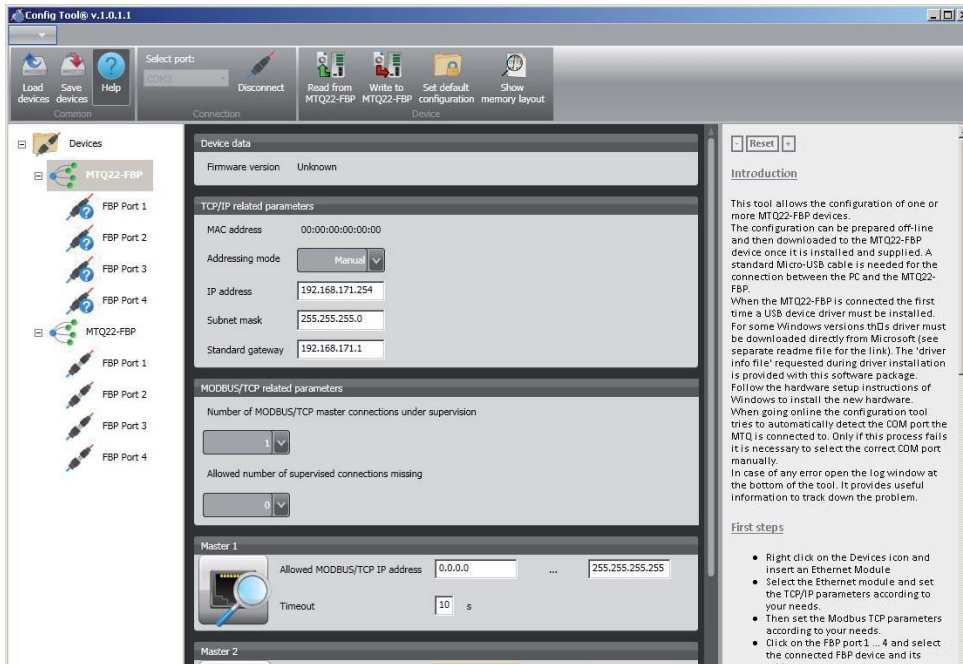 Config Tool® v.1.0.1.1
Load devices
Save devices
Help
Common
Select port:
COM3
Disconnect
Connection
Read from MTQ22-FBP
Write to MTQ22-FBP
Set default configuration
Show memory layout
Device
Devices
MTQ22-FBP
FBP Port 1
FBP Port 2
FBP Port 3
FBP Port 4
MTQ22-FBP
FBP Port 1
FBP Port 2
FBP Port 3
FBP Port 4
Device data
Firmware version Unknown
TCP/IP related parameters
MAC address 00:00:00:00:00:00
Addressing mode Manual
IP address 192.168.171.254
Subnet mask 255.255.255.0
Standard gateway 192.168.171.1
MODBUS/TCP related parameters
Number of MODBUS/TCP master connections under supervision
1
Allowed number of supervised connections missing
0
Master 1
Allowed MODBUS/TCP IP address 0.0.0.0 ... 255.255.255.255
Timeout 10 s
Master 2
- Reset +
Introduction
This tool allows the configuration of one or
more MTQ22-FBP devices.
The configuration can be prepared off-line
and then downloaded to the MTQ22-FBP
device once it is installed and supplied. A
standard Micro-USB cable is needed for the
connection between the PC and the MTQ22-
FBP.
When the MTQ22-FBP is connected the first
time a USB device driver must be installed.
For some Windows versions th□s driver must
be downloaded directly from Microsoft (see
separate readme file for the link). The 'driver
info file' requested during driver installation
is provided with this software package.
Follow the hardware setup instructions of
Windows to install the new hardware.
When going online the configuration tool
tries to automatically detect the COM port the
MTQ is connected to. Only if this process fails
it is necessary to select the correct COM port
manually.
In case of any error open the log window at
the bottom of the tool. It provides useful
information to track down the problem.
First steps
• Right click on the Devices icon and
insert an Ethernet Module
• Select the Ethernet module and set
the TCP/IP parameters according to
your needs.
• Then set the Modbus TCP parameters
according to your needs.
• Click on the FBP port 1 ... 4 and select
the connected FBP device and its